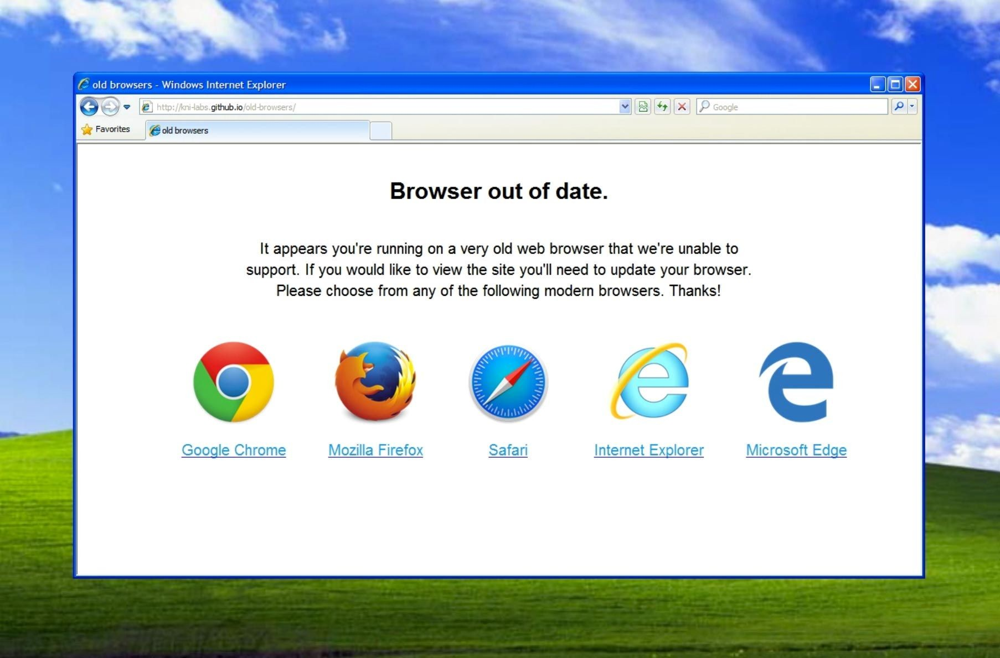 old browsers - Windows Internet Explorer
http://kni-labs.github.io/old-browsers/
Google
Favorites
old browsers
Browser out of date.
It appears you're running on a very old web browser that we're unable to
support. If you would like to view the site you'll need to update your browser.
Please choose from any of the following modern browsers. Thanks!
Google Chrome
Mozilla Firefox
Safari
Internet Explorer
Microsoft Edge